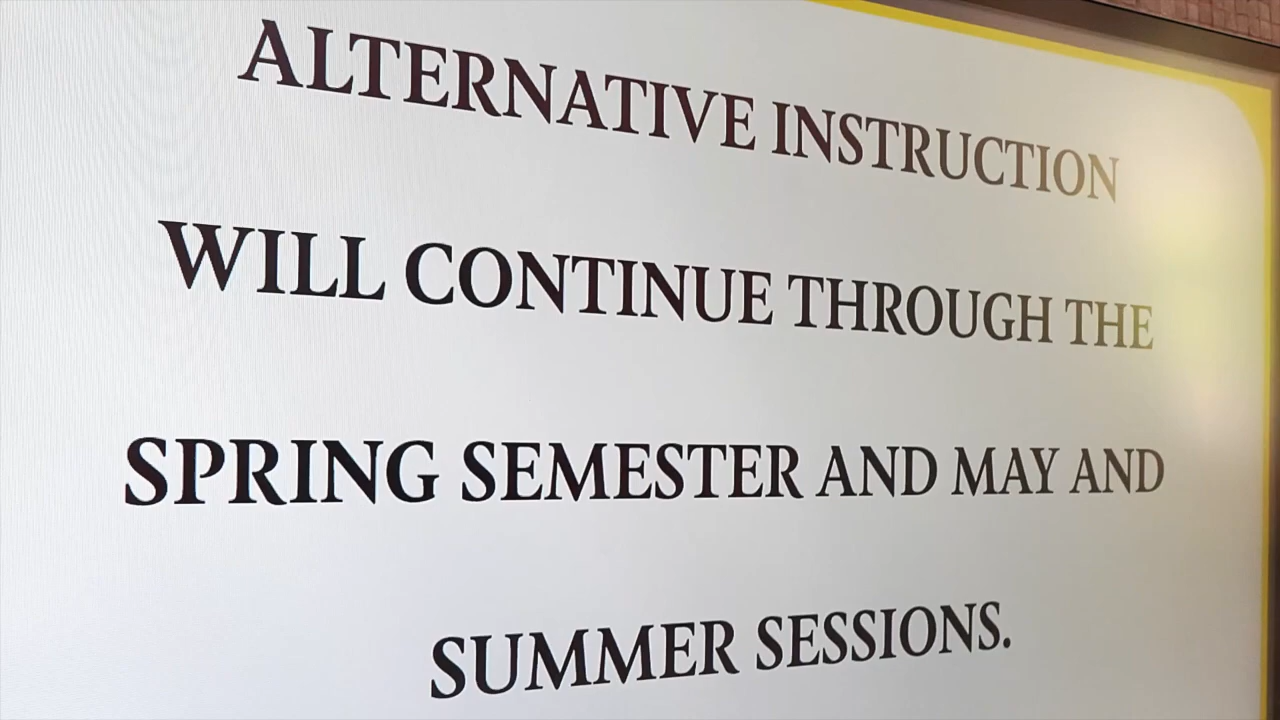 ALTERNATIVE INSTRUCTION
WILL CONTINUE THROUGH THE
SPRING SEMESTER AND MAY AND
SUMMER SESSIONS.